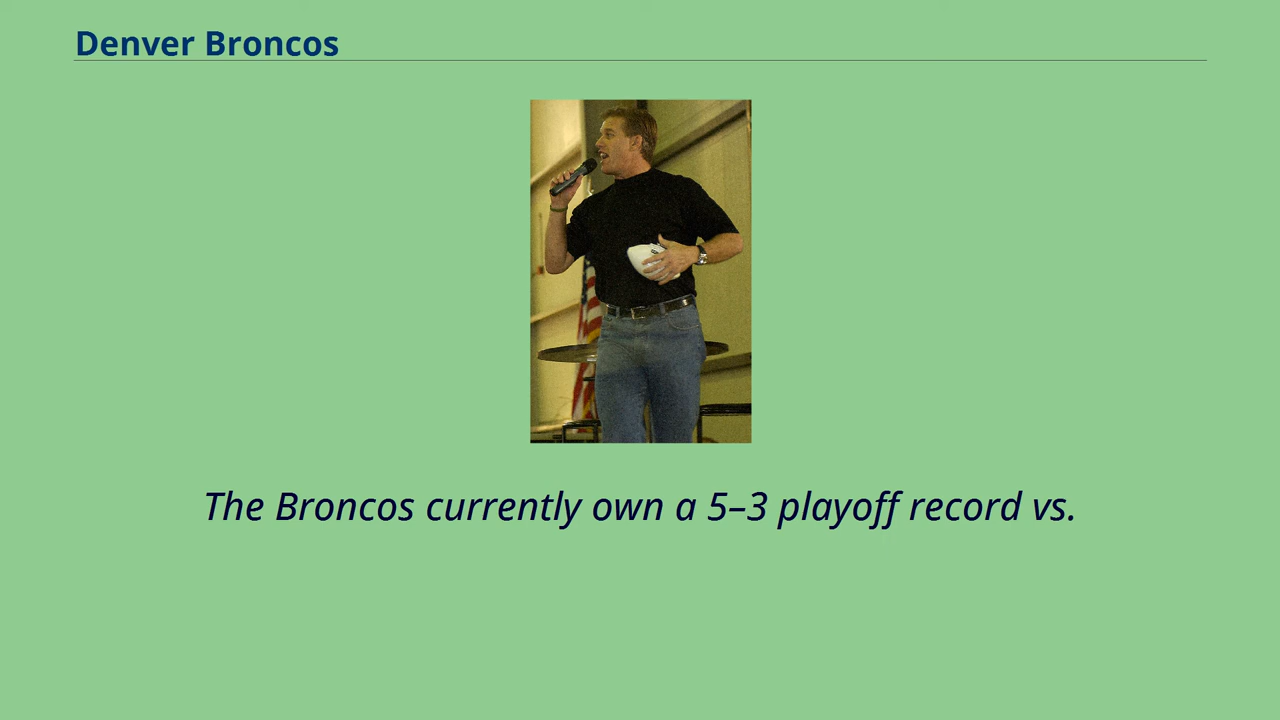 Denver Broncos
The Broncos currently own a 5–3 playoff record vs.